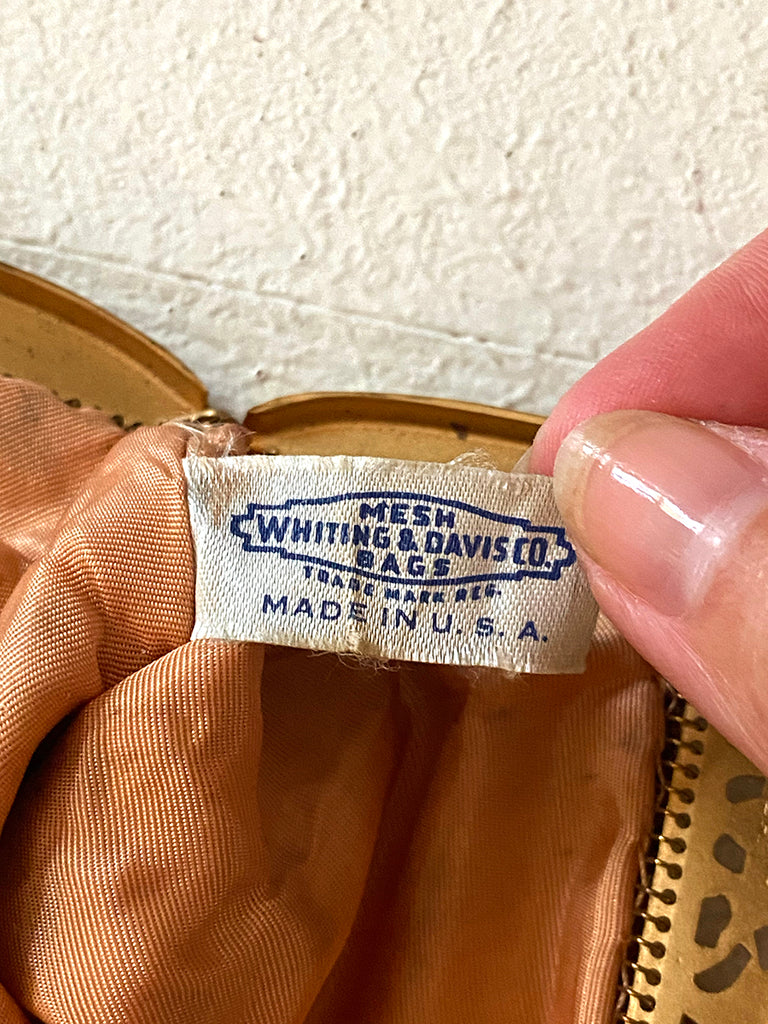 MESH
WHITING & DAVIS CO.
BAGS
TRADE MARK REG.
MADE IN U. S. A.